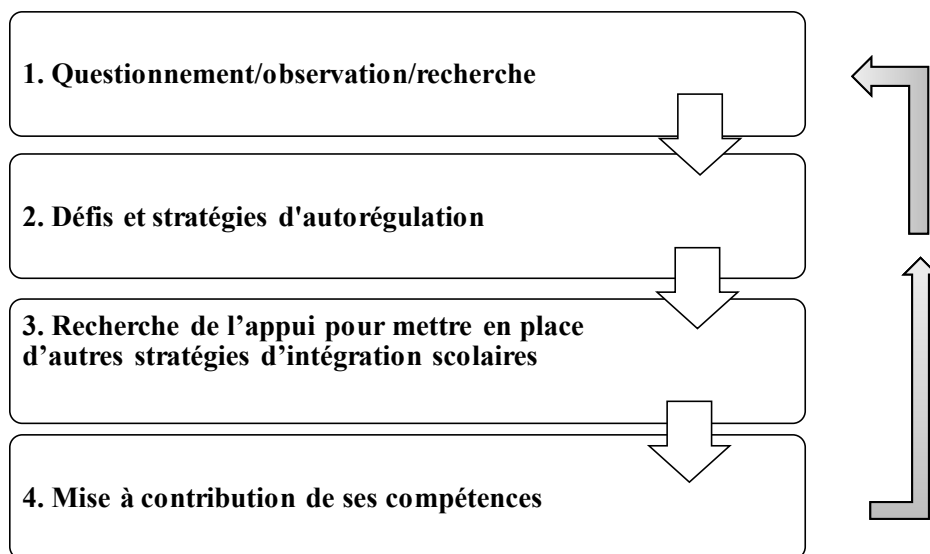 1. Questionnement/observation/recherche
2. Défis et stratégies d'autorégulation
3. Recherche de l’appui pour mettre en place
d’autres stratégies d’intégration scolaires
4. Mise à contribution de ses compétences